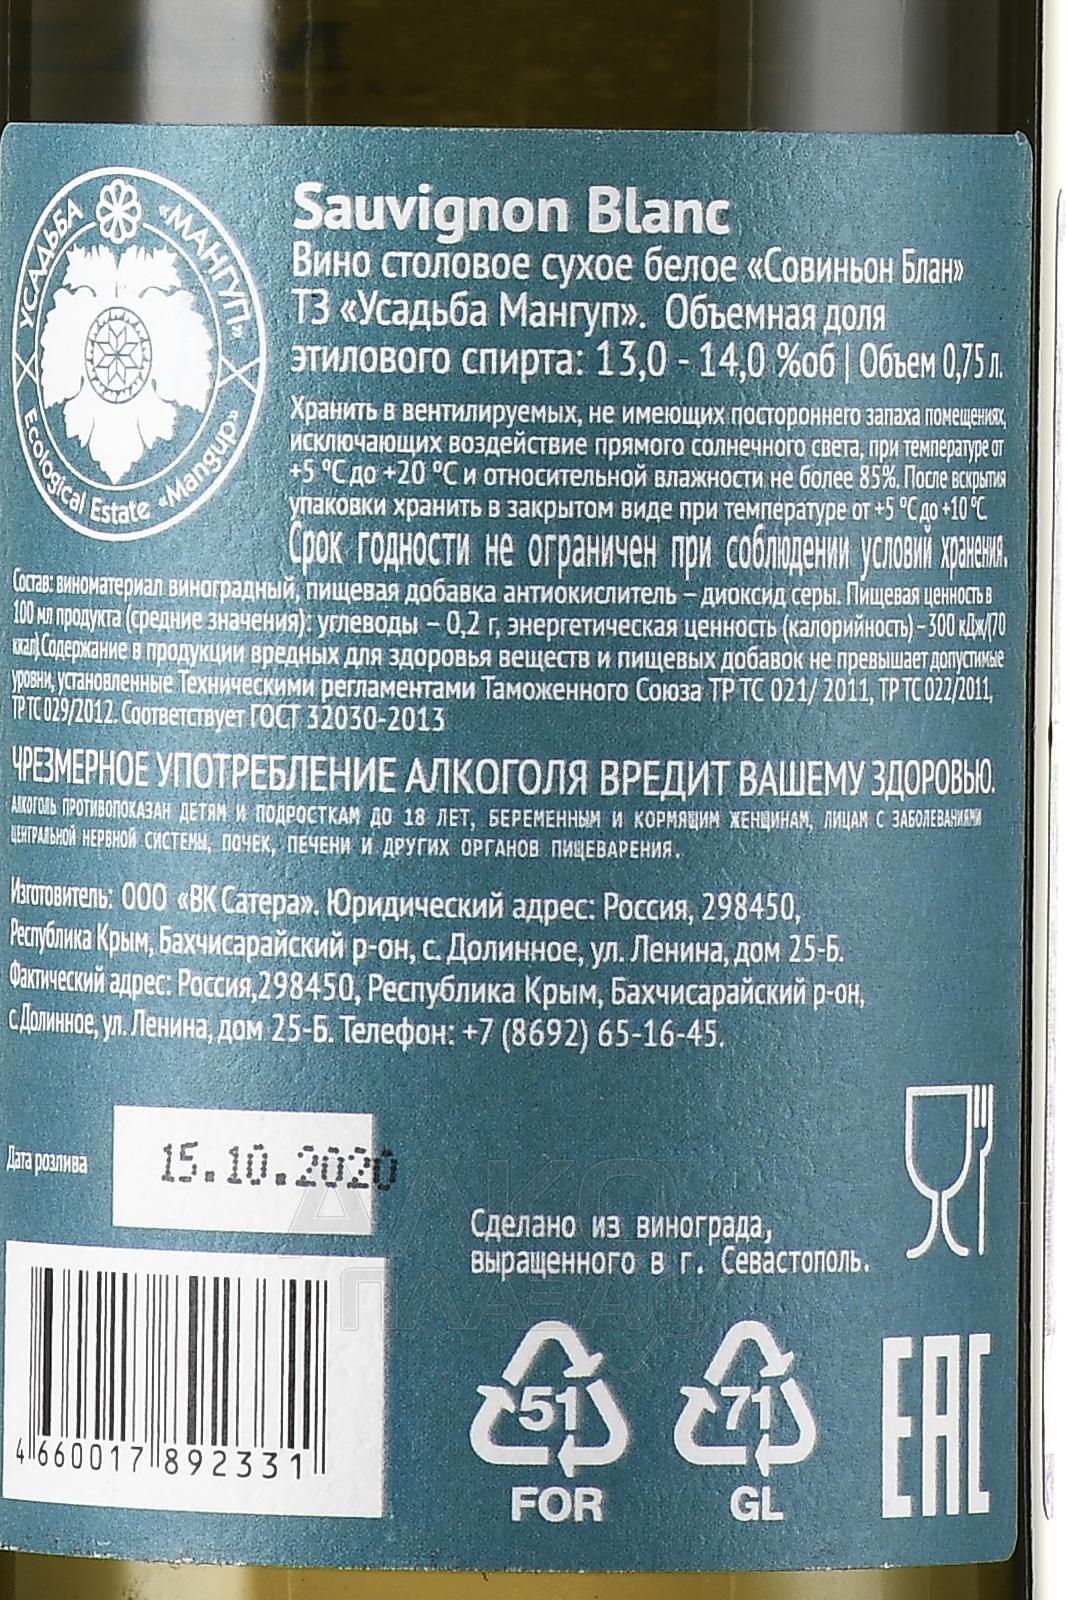 УСАДЬБА «МАНГУП»
Ecological Estate «Mangup»
Sauvignon Blanc
Вино столовое сухое белое «Совиньон Блан»
ТЗ «Усадьба Мангуп». Объемная доля
этилового спирта: 13,0 - 14,0 %об | Объем 0,75 л.
Хранить в вентилируемых, не имеющих постороннего запаха помещениях,
исключающих воздействие прямого солнечного света, при температуре от
+5 °С до +20 °С и относительной влажности не более 85%. После вскрытия
упаковки хранить в закрытом виде при температуре от +5 °С до +10 °С.
Срок годности не ограничен при соблюдении условий хранения.
Состав: виноматериал виноградный, пищевая добавка антиокислитель – диоксид серы. Пищевая ценность в
100 мл продукта (средние значения): углеводы – 0,2 г, энергетическая ценность (калорийность) – 300 кДж/(70
ккал).Содержание в продукции вредных для здоровья веществ и пищевых добавок не превышает допустимые
уровни, установленные Техническими регламентами Таможенного Союза ТР ТС 021/ 2011, ТР ТС 022/2011,
ТР ТС 029/2012. Соответствует ГОСТ 32030-2013
ЧРЕЗМЕРНОЕ УПОТРЕБЛЕНИЕ АЛКОГОЛЯ ВРЕДИТ ВАШЕМУ ЗДОРОВЬЮ.
АЛКОГОЛЬ ПРОТИВОПОКАЗАН ДЕТЯМ И ПОДРОСТКАМ ДО 18 ЛЕТ, БЕРЕМЕННЫМ И КОРМЯЩИМ ЖЕНЩИНАМ, ЛИЦАМ С ЗАБОЛЕВАНИЯМИ
ЦЕНТРАЛЬНОЙ НЕРВНОЙ СИСТЕМЫ, ПОЧЕК, ПЕЧЕНИ И ДРУГИХ ОРГАНОВ ПИЩЕВАРЕНИЯ.
Изготовитель: ООО «ВК Сатера». Юридический адрес: Россия, 298450,
Республика Крым, Бахчисарайский р-он, с. Долинное, ул. Ленина, дом 25-Б.
Фактический адрес: Россия,298450, Республика Крым, Бахчисарайский р-он,
с. Долинное, ул. Ленина, дом 25-Б. Телефон: +7 (8692) 65-16-45.
Дата розлива
15.10.2020
АЛКО
ПЛАЗА
Сделано из винограда,
выращенного в г. Севастополь.
4 660017 892331
51
FOR
71
GL
EAC